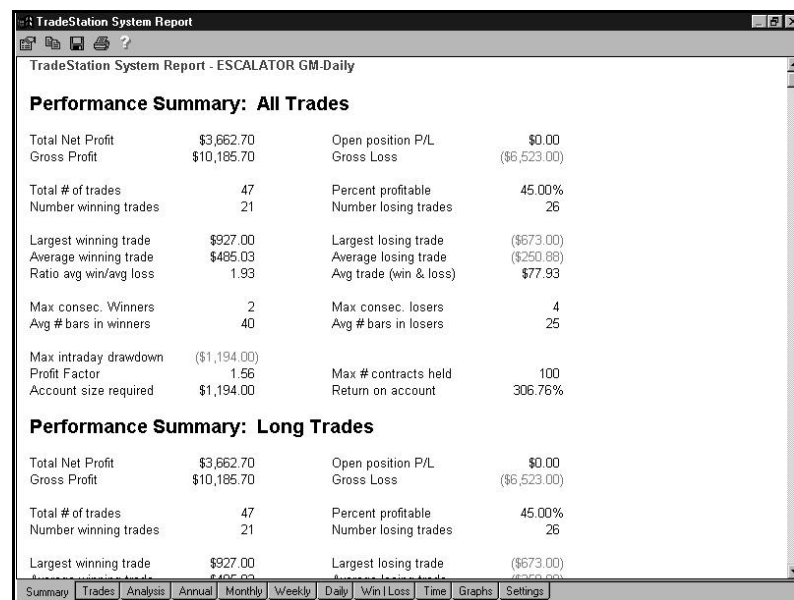 TradeStation System Report
TradeStation System Report - ESCALATOR GM-Daily
Performance Summary: All Trades
Total Net Profit $3,662.70 Open position P/L $0.00
Gross Profit $10,185.70 Gross Loss ($6,523.00)
Total # of trades 47 Percent profitable 45.00%
Number winning trades 21 Number losing trades 26
Largest winning trade $927.00 Largest losing trade ($673.00)
Average winning trade $485.03 Average losing trade ($250.88)
Ratio avg win/avg loss 1.93 Avg trade (win & loss) $77.93
Max consec. Winners 2 Max consec. losers 4
Avg # bars in winners 40 Avg # bars in losers 25
Max intraday drawdown ($1,194.00)
Profit Factor 1.56 Max # contracts held 100
Account size required $1,194.00 Return on account 306.76%
Performance Summary: Long Trades
Total Net Profit $3,662.70 Open position P/L $0.00
Gross Profit $10,185.70 Gross Loss ($6,523.00)
Total # of trades 47 Percent profitable 45.00%
Number winning trades 21 Number losing trades 26
Largest winning trade $927.00 Largest losing trade ($673.00)
Summary Trades Analysis Annual Monthly Weekly Daily Win | Loss Time Graphs Settings